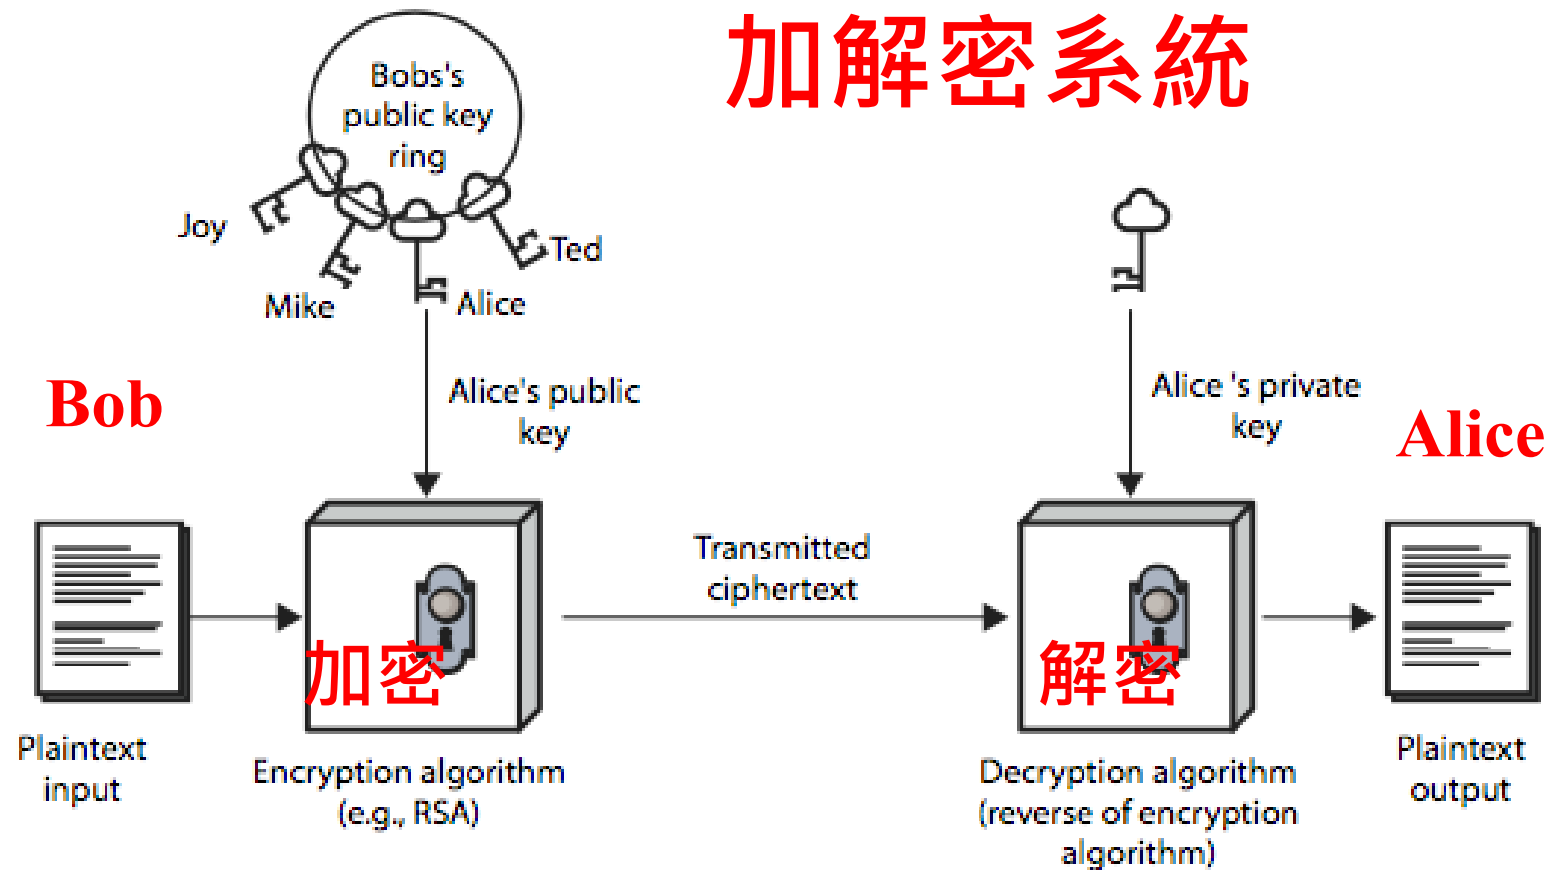 加解密系統
Bobs's
public key
ring
Joy
Ted
Mike
Alice
Alice's public
key
Alice 's private
key
Bob
Alice
Transmitted
ciphertext
加密
解密
Plaintext
input
Encryption algorithm
(e.g., RSA)
Decryption algorithm
(reverse of encryption
algorithm)
Plaintext
output